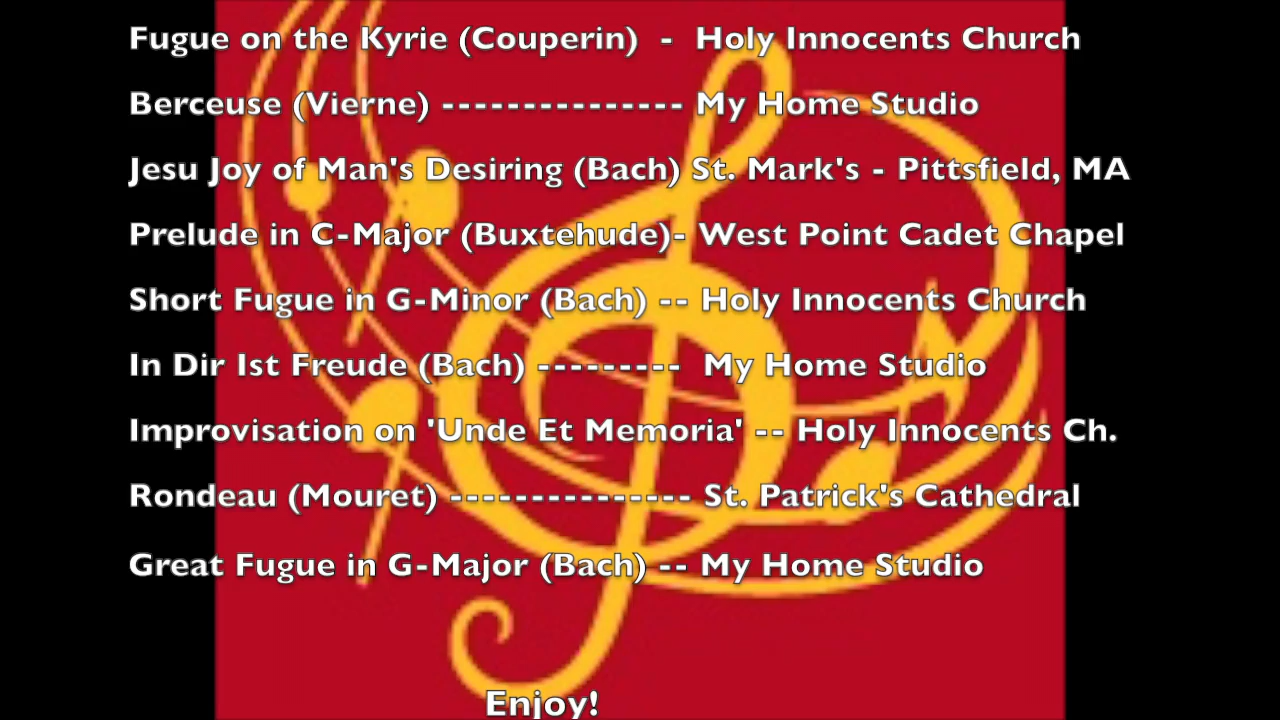 Fugue on the Kyrie (Couperin)  -  Holy Innocents Church
Berceuse (Vierne) --------------- My Home Studio
Jesu Joy of Man's Desiring (Bach) St. Mark's - Pittsfield, MA
Prelude in C-Major (Buxtehude)- West Point Cadet Chapel
Short Fugue in G-Minor (Bach) -- Holy Innocents Church
In Dir Ist Freude (Bach) ---------  My Home Studio
Improvisation on 'Unde Et Memoria' -- Holy Innocents Ch.
Rondeau (Mouret) --------------- St. Patrick's Cathedral
Great Fugue in G-Major (Bach) -- My Home Studio
Enjoy!